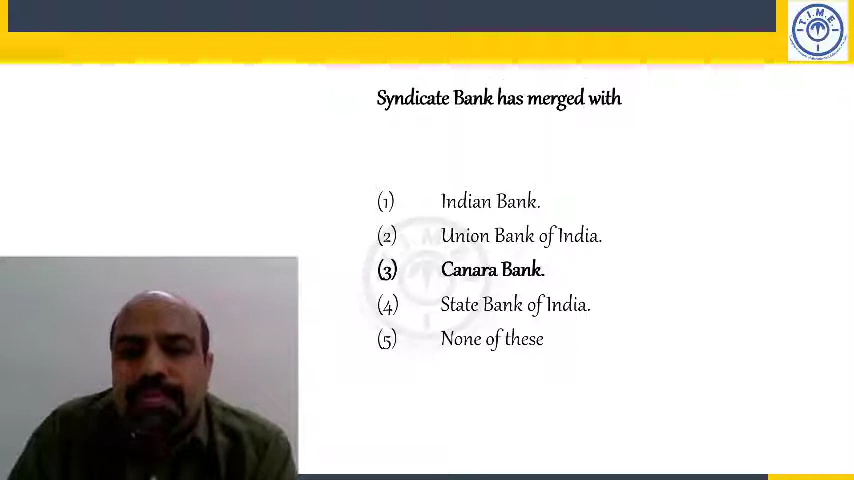 T.I.M.E.
Syndicate Bank has merged with
(1) Indian Bank.
(2) Union Bank of India.
(3) Canara Bank.
(4) State Bank of India.
(5) None of these